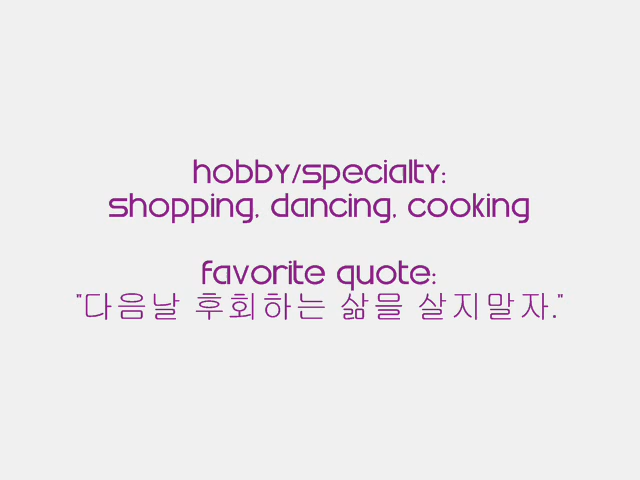 hobby/specialty:
shopping, dancing, cooking
favorite quote:
"다음날 후회하는 삶을 살지말자."